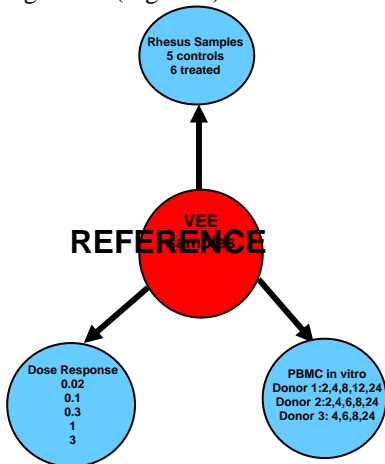 Rhesus Samples
5 controls
6 treated
VEE
REFERENCE
samples
Dose Response
0.02
0.1
0.3
1
3
PBMC in vitro
Donor 1:2,4,8,12,24
Donor 2:2,4,6,8,24
Donor 3: 4,6,8,24